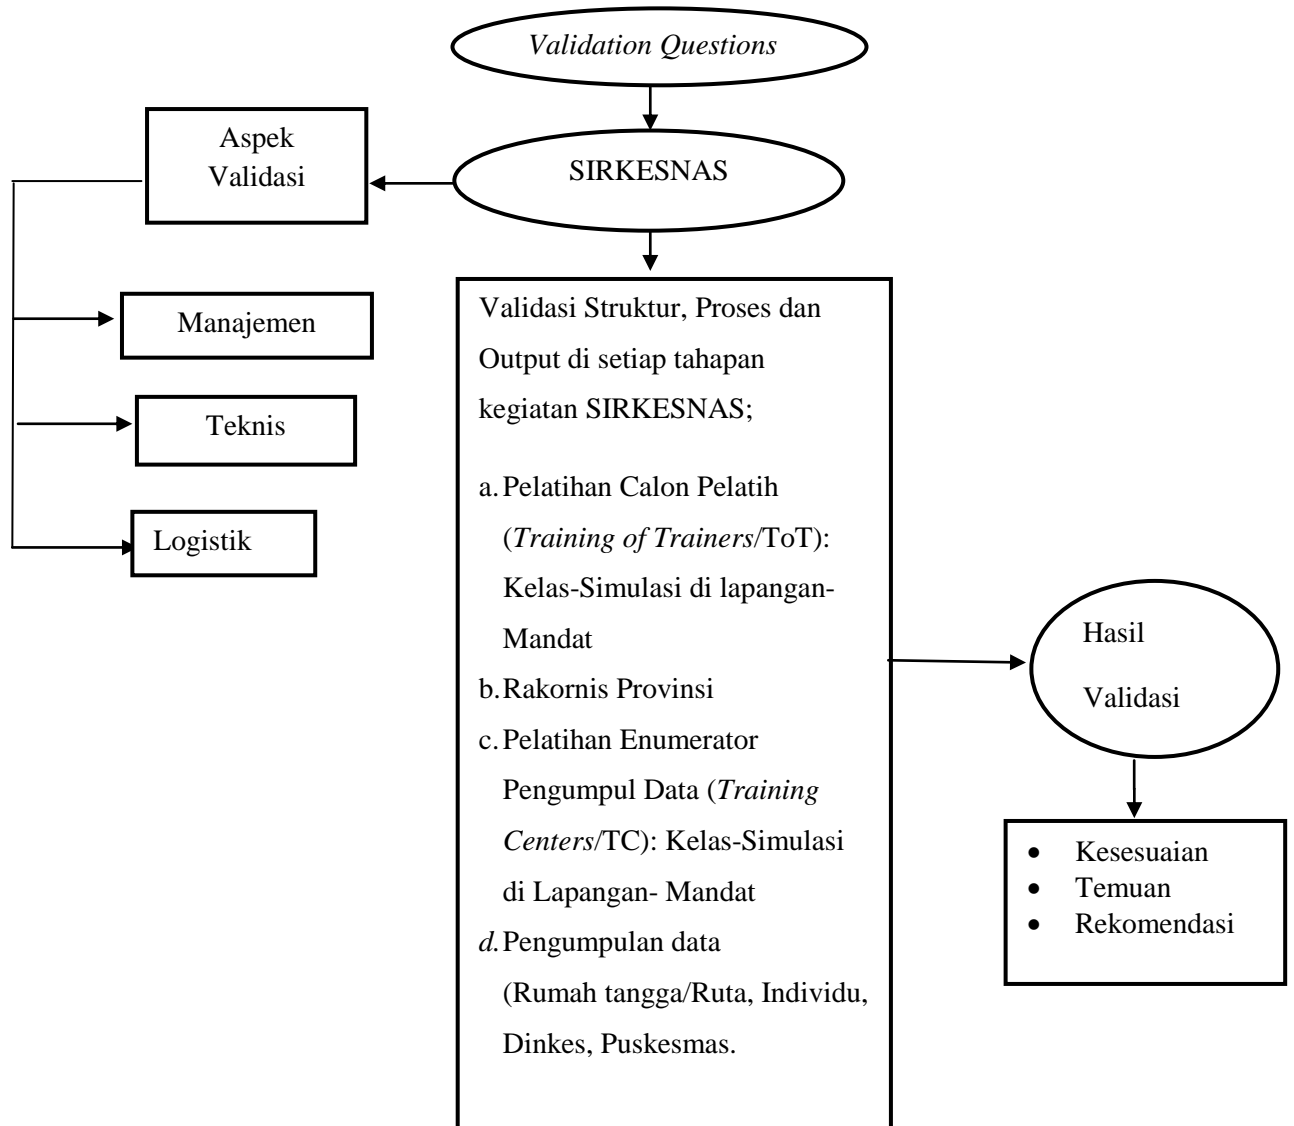 Validation Questions
SIRKESNAS
Aspek
Validasi
Manajemen
Teknis
Logistik
Validasi Struktur, Proses dan
Output di setiap tahapan
kegiatan SIRKESNAS;
a. Pelatihan Calon Pelatih
(Training of Trainers/ToT):
Kelas-Simulasi di lapangan-
Mandat
b. Rakornis Provinsi
c. Pelatihan Enumerator
Pengumpul Data (Training
Centers/TC): Kelas-Simulasi
di Lapangan- Mandat
d. Pengumpulan data
(Rumah tangga/Ruta, Individu,
Dinkes, Puskesmas.
Hasil
Validasi
• Kesesuaian
• Temuan
• Rekomendasi